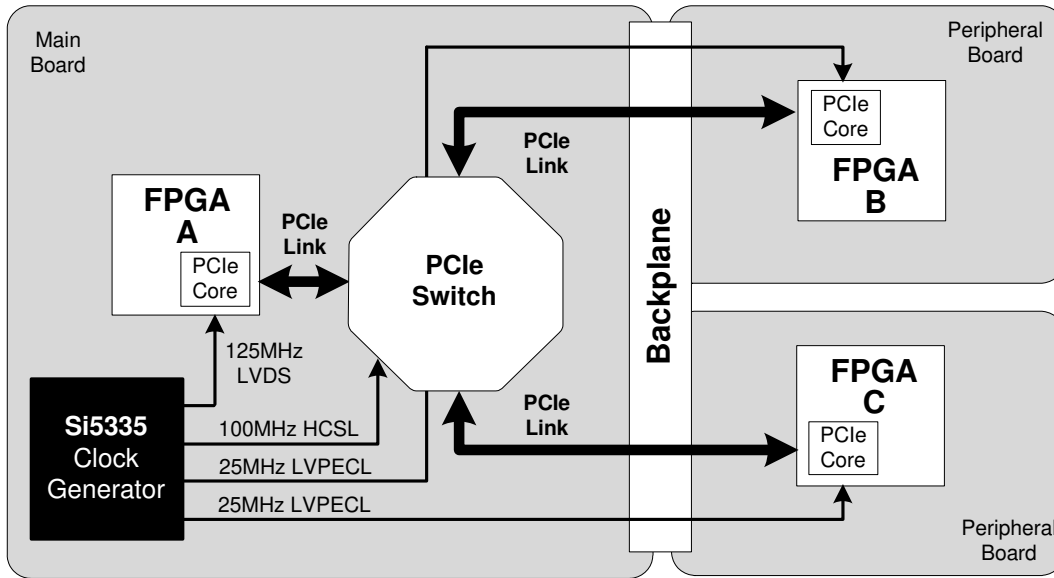 Main
Board
Peripheral
Board
PCIe
Core
FPGA
B
PCIe
Link
FPGA
A
PCIe
Core
PCIe
Link
PCIe
Switch
Backplane
125MHz
LVDS
Si5335
Clock
Generator
100MHz HCSL
25MHz LVPECL
25MHz LVPECL
PCIe
Link
FPGA
C
PCIe
Core
Peripheral
Board